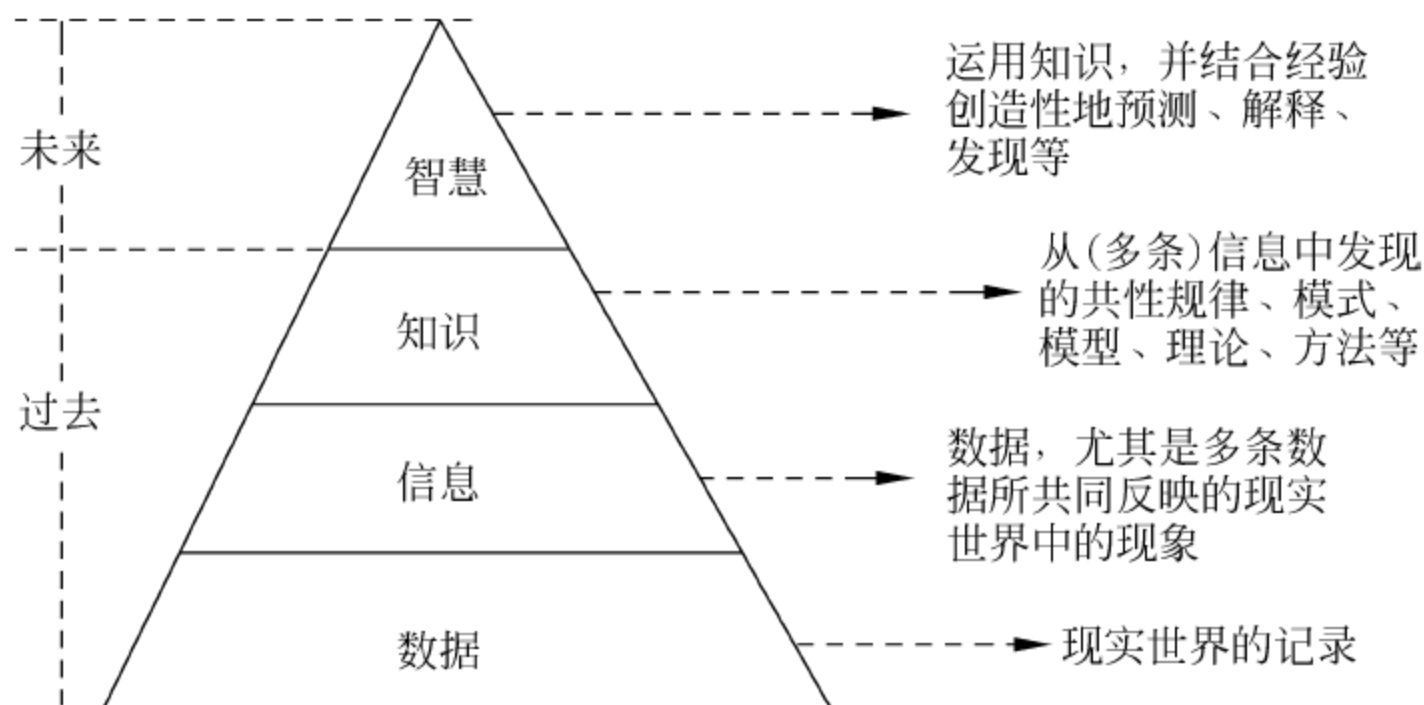 运用知识，并结合经验
创造性地预测、解释、
发现等
未来
智慧
从(多条)信息中发现
的共性规律、模式、
模型、理论、方法等
知识
过去
数据，尤其是多条数
据所共同反映的现实
世界中的现象
信息
数据
现实世界的记录